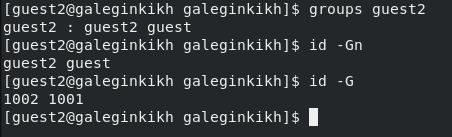 [guest2@galeginkikh galeginkikh]$ groups guest2
guest2 : guest2 guest
[guest2@galeginkikh galeginkikh]$ id -Gn
guest2 guest
[guest2@galeginkikh galeginkikh]$ id -G
1002 1001
[guest2@galeginkikh galeginkikh]$